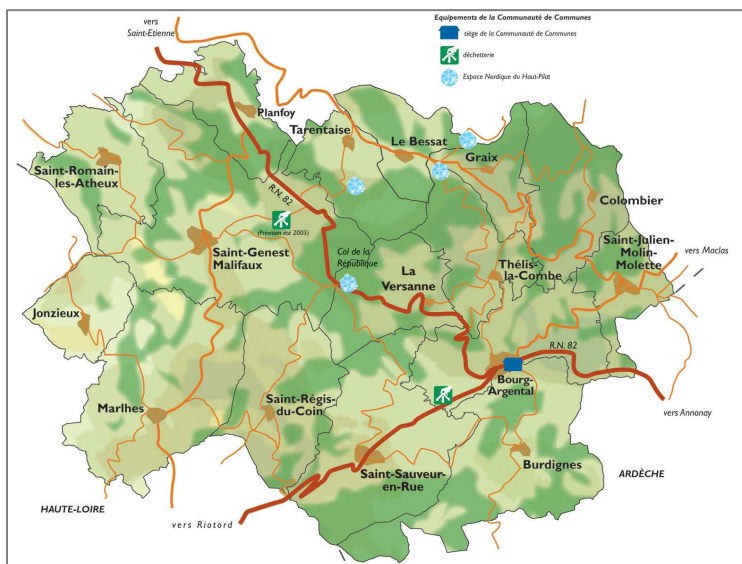 vers
Saint-Etienne
Equipements de la Communauté de Communes
siège de la Communauté de Communes
déchetterie
Espace Nordique du Haut-Pilat
Planfoy
Tarentaise
Le Bessat
Graix
Saint-Romain-
les-Atheux
R.N. 82
Colombier
(Prévision été 2005)
Saint-Genest
Malifaux
Col de la
République
La
Versanne
Thélis-
la-Combe
Saint-Julien-
Molin-
Molette
vers Maclas
Jonzieux
R.N. 82
Bourg-
Argental
vers Annonay
Marlhes
Saint-Régis-
du-Coin
Saint-Sauveur-
en-Rue
Burdignes
ARDÈCHE
HAUTE-LOIRE
vers Riotord